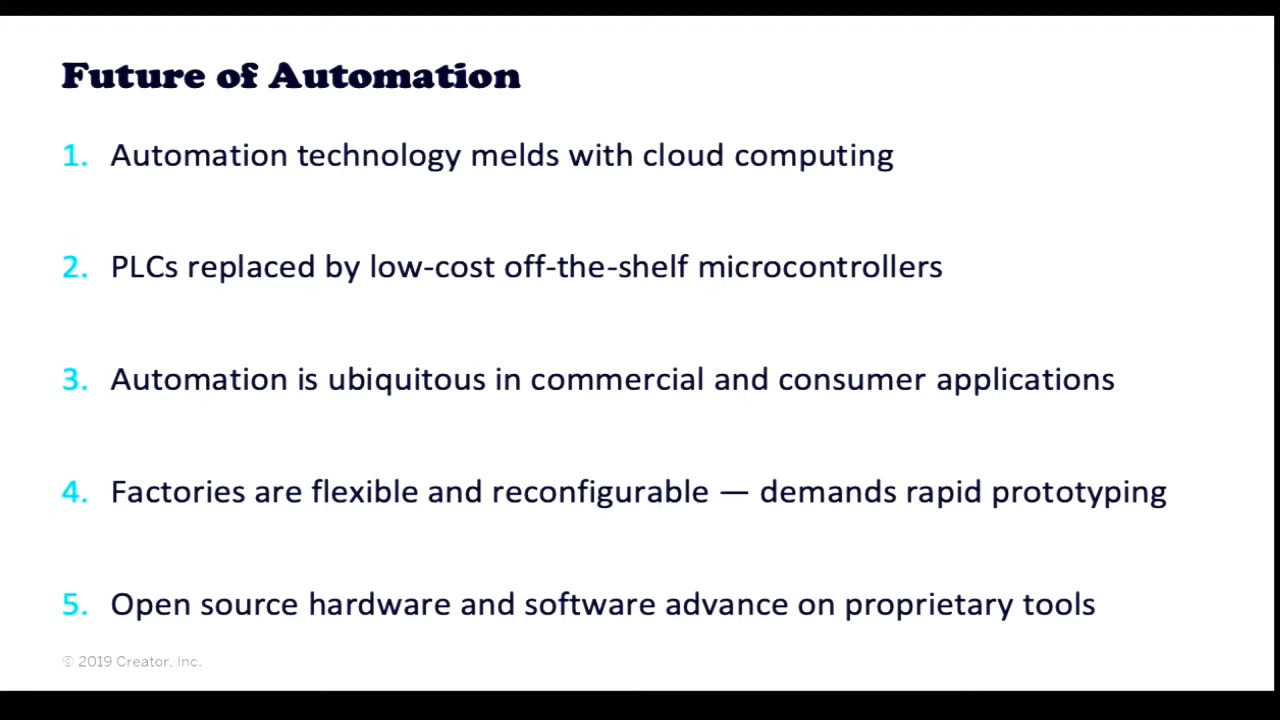 Future of Automation
1. Automation technology melds with cloud computing
2. PLCs replaced by low-cost off-the-shelf microcontrollers
3. Automation is ubiquitous in commercial and consumer applications
4. Factories are flexible and reconfigurable — demands rapid prototyping
5. Open source hardware and software advance on proprietary tools
© 2019 Creator, Inc.